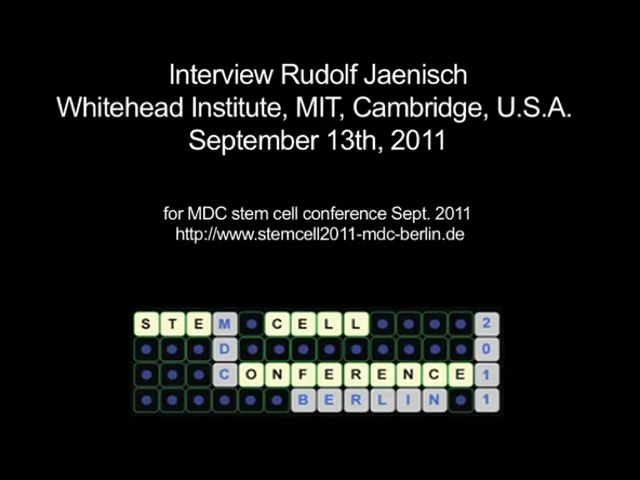 Interview Rudolf Jaenisch
Whitehead Institute, MIT, Cambridge, U.S.A.
September 13th, 2011
for MDC stem cell conference Sept. 2011
http://www.stemcell2011-mdc-berlin.de
STEM CELL 2
D 0
CONFERENCE 1
BERLIN 1